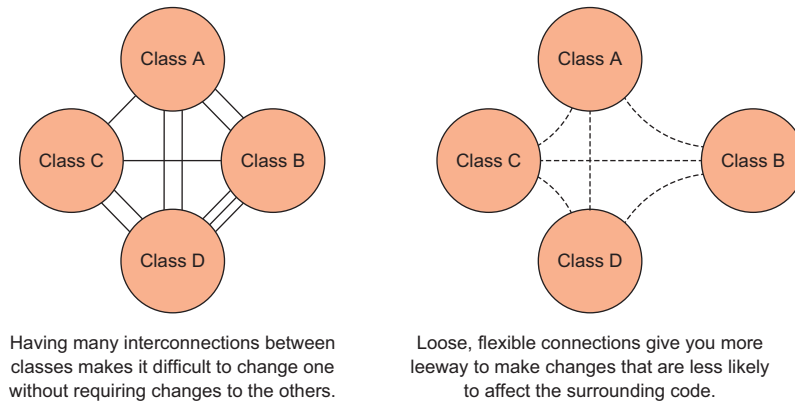 Class A
Class C
Class B
Class D
Having many interconnections between
classes makes it difficult to change one
without requiring changes to the others.
Class A
Class C
Class B
Class D
Loose, flexible connections give you more
leeway to make changes that are less likely
to affect the surrounding code.